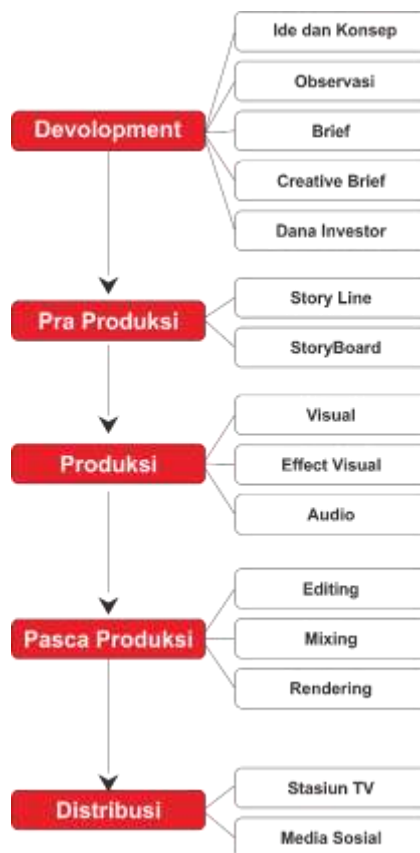 Devolopment
Ide dan Konsep
Observasi
Brief
Creative Brief
Dana Investor
Pra Produksi
Story Line
StoryBoard
Produksi
Visual
Effect Visual
Audio
Pasca Produksi
Editing
Mixing
Rendering
Distribusi
Stasiun TV
Media Sosial